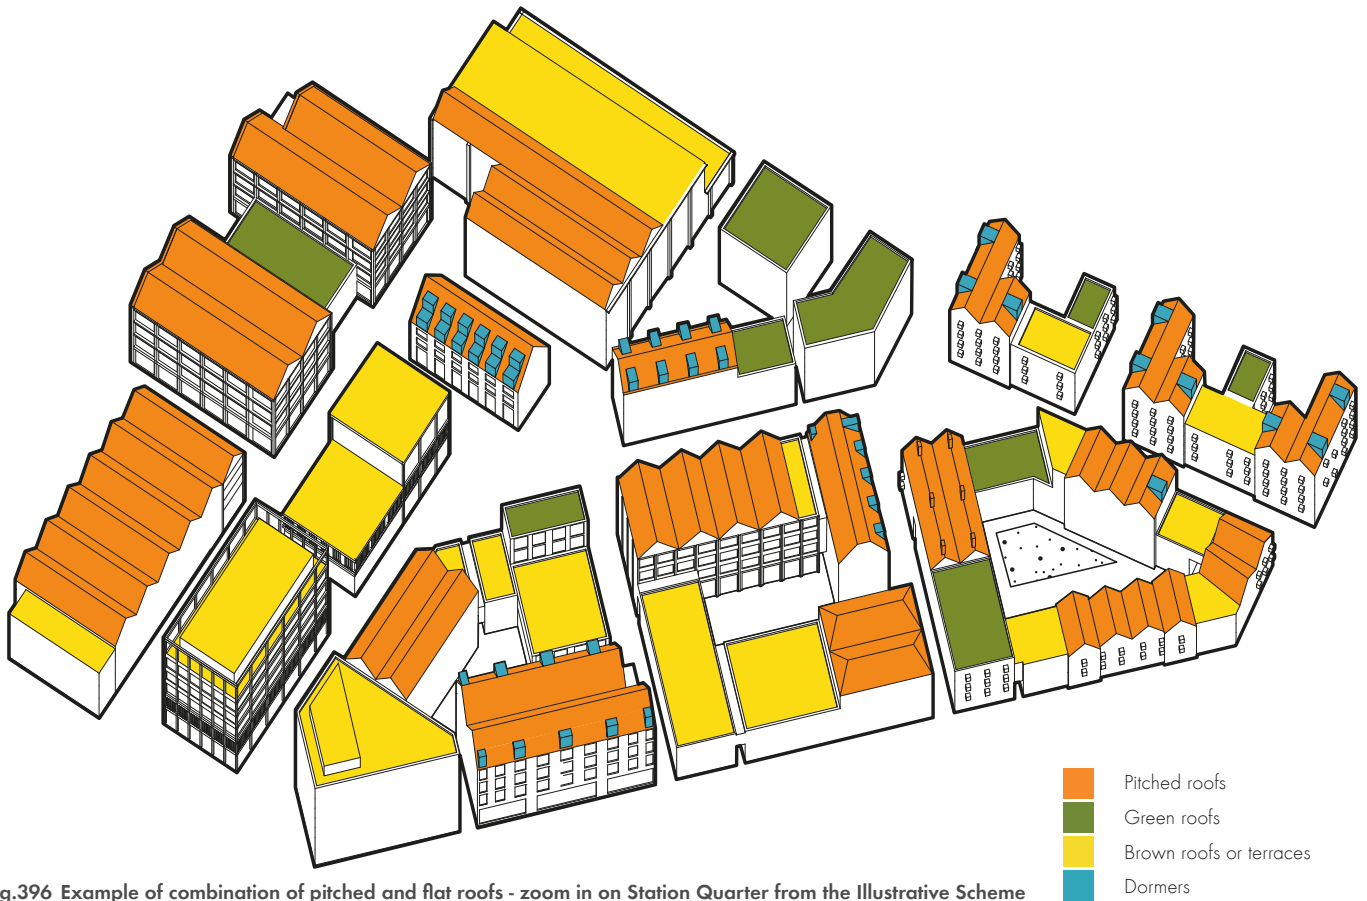 Pitched roofs
Green roofs
Brown roofs or terraces
Dormers
g.396 Example of combination of pitched and flat roofs - zoom in on Station Quarter from the Illustrative Scheme